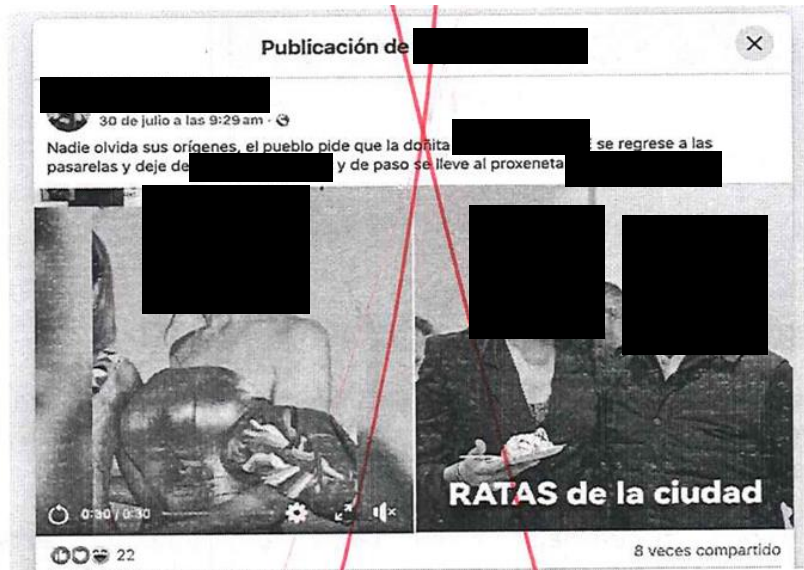 Publicación de
30 de julio a las 9:29 am ·
Nadie olvida sus orígenes, el pueblo pide que la doñita E se regrese a las
pasarelas y deje de y de paso se lleve al proxeneta
0:30 / 0:30
RATAS de la ciudad
22
8 veces compartido